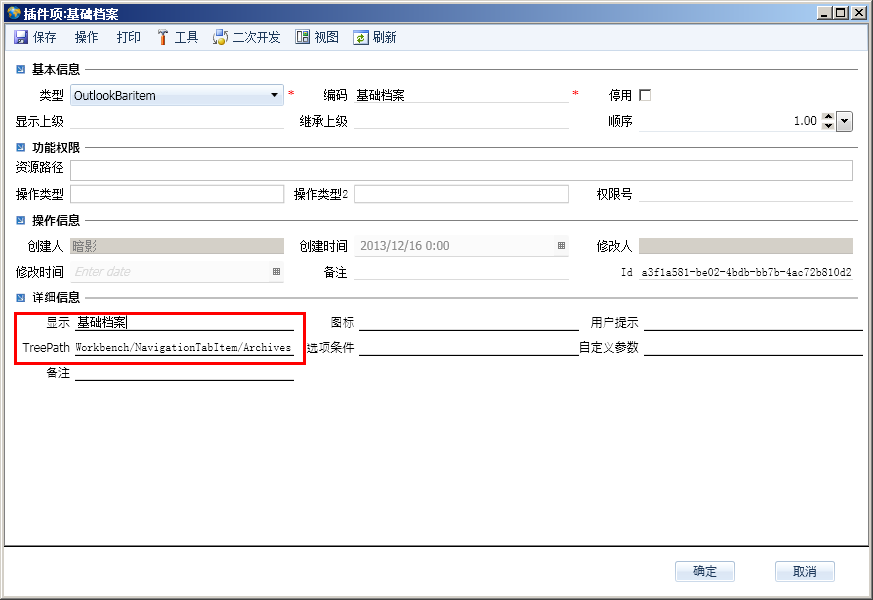 插件项:基础档案
保存 操作 打印 工具 二次开发 视图 刷新
基本信息
类型 OutlookBaritem * 编码 基础档案 * 停用
显示上级 继承上级 顺序 1.00
功能权限
资源路径
操作类型 操作类型2 权限号
操作信息
创建人 暗影 创建时间 2013/12/16 0:00 修改人
修改时间 Enter date 备注 Id a3f1a581-be02-4bdb-bb7b-4ac72b810d2
详细信息
显示 基础档案 图标 用户提示
TreePath Workbench/NavigationTabItem/Archives 选项条件 自定义参数
备注
确定 取消